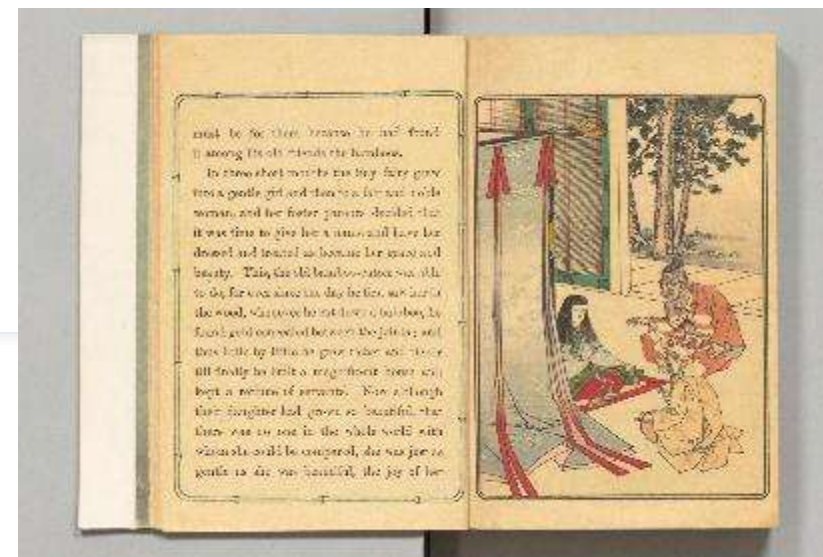 must be for them because he had found
it among his old friends the bamboos.
In three short months the tiny fairy grew
into a gentle girl and then to a fair and noble
woman, and her foster parents decided that
it was time to give her a name and have her
dressed and treated as became her grace and
beauty. This, the old bamboo-cutter was able
to do, for ever since the day he first saw her in
the wood, whenever he cut down a bamboo, he
found gold concealed between the joints; and
thus little by little he grew richer and richer
till finally he built a magnificent house and
kept a retinue of servants. Now although
their daughter had grown so beautiful that
there was no one in the whole world with
whom she could be compared, she was just as
gentle as she was beautiful, the joy of her